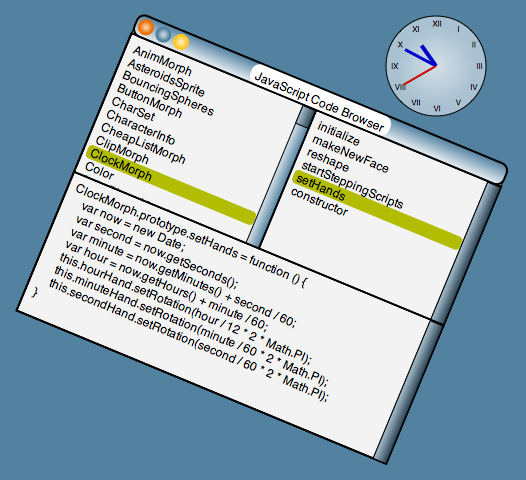 JavaScript Code Browser
AnimMorph
AsteroidsSprite
BouncingSpheres
ButtonMorph
CharSet
CharacterInfo
CheapListMorph
ClipMorph
ClockMorph
Color
initialize
makeNewFace
reshape
startSteppingScripts
setHands
constructor
ClockMorph.prototype.setHands = function () {
var now = new Date;
var second = now.getSeconds();
var minute = now.getMinutes() + second / 60;
var hour = now.getHours() + minute / 60;
this.hourHand.setRotation(hour / 12 * 2 * Math.PI);
this.minuteHand.setRotation(minute / 60 * 2 * Math.PI);
this.secondHand.setRotation(second / 60 * 2 * Math.PI);
}
XII
I
II
III
IV
V
VI
VII
VIII
IX
X
XI